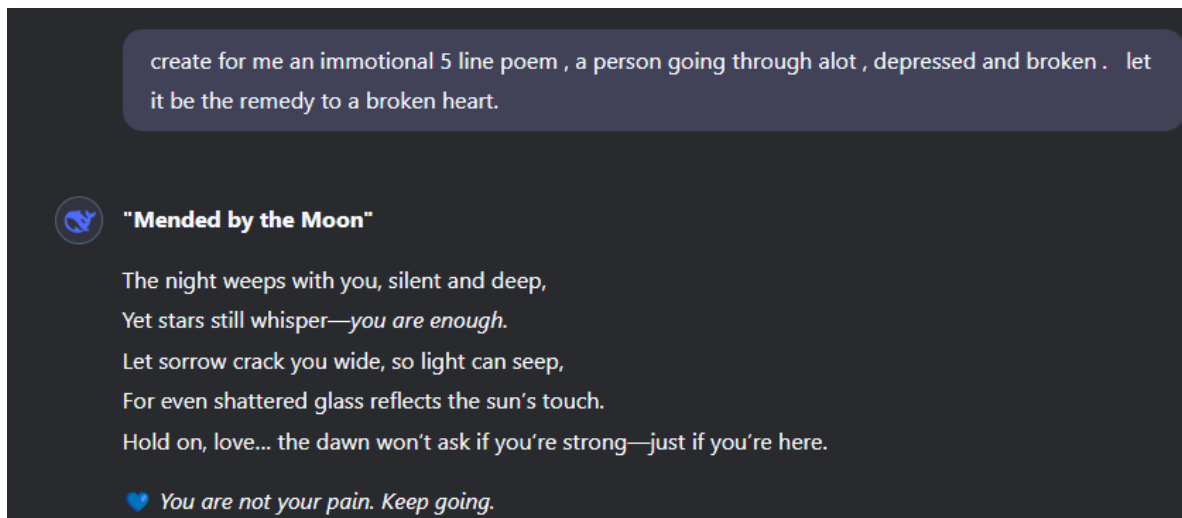 create for me an immotional 5 line poem , a person going through alot , depressed and broken .   let
it be the remedy to a broken heart.
"Mended by the Moon"
The night weeps with you, silent and deep,
Yet stars still whisper—you are enough.
Let sorrow crack you wide, so light can seep,
For even shattered glass reflects the sun's touch.
Hold on, love... the dawn won't ask if you're strong—just if you're here.
💙 You are not your pain. Keep going.